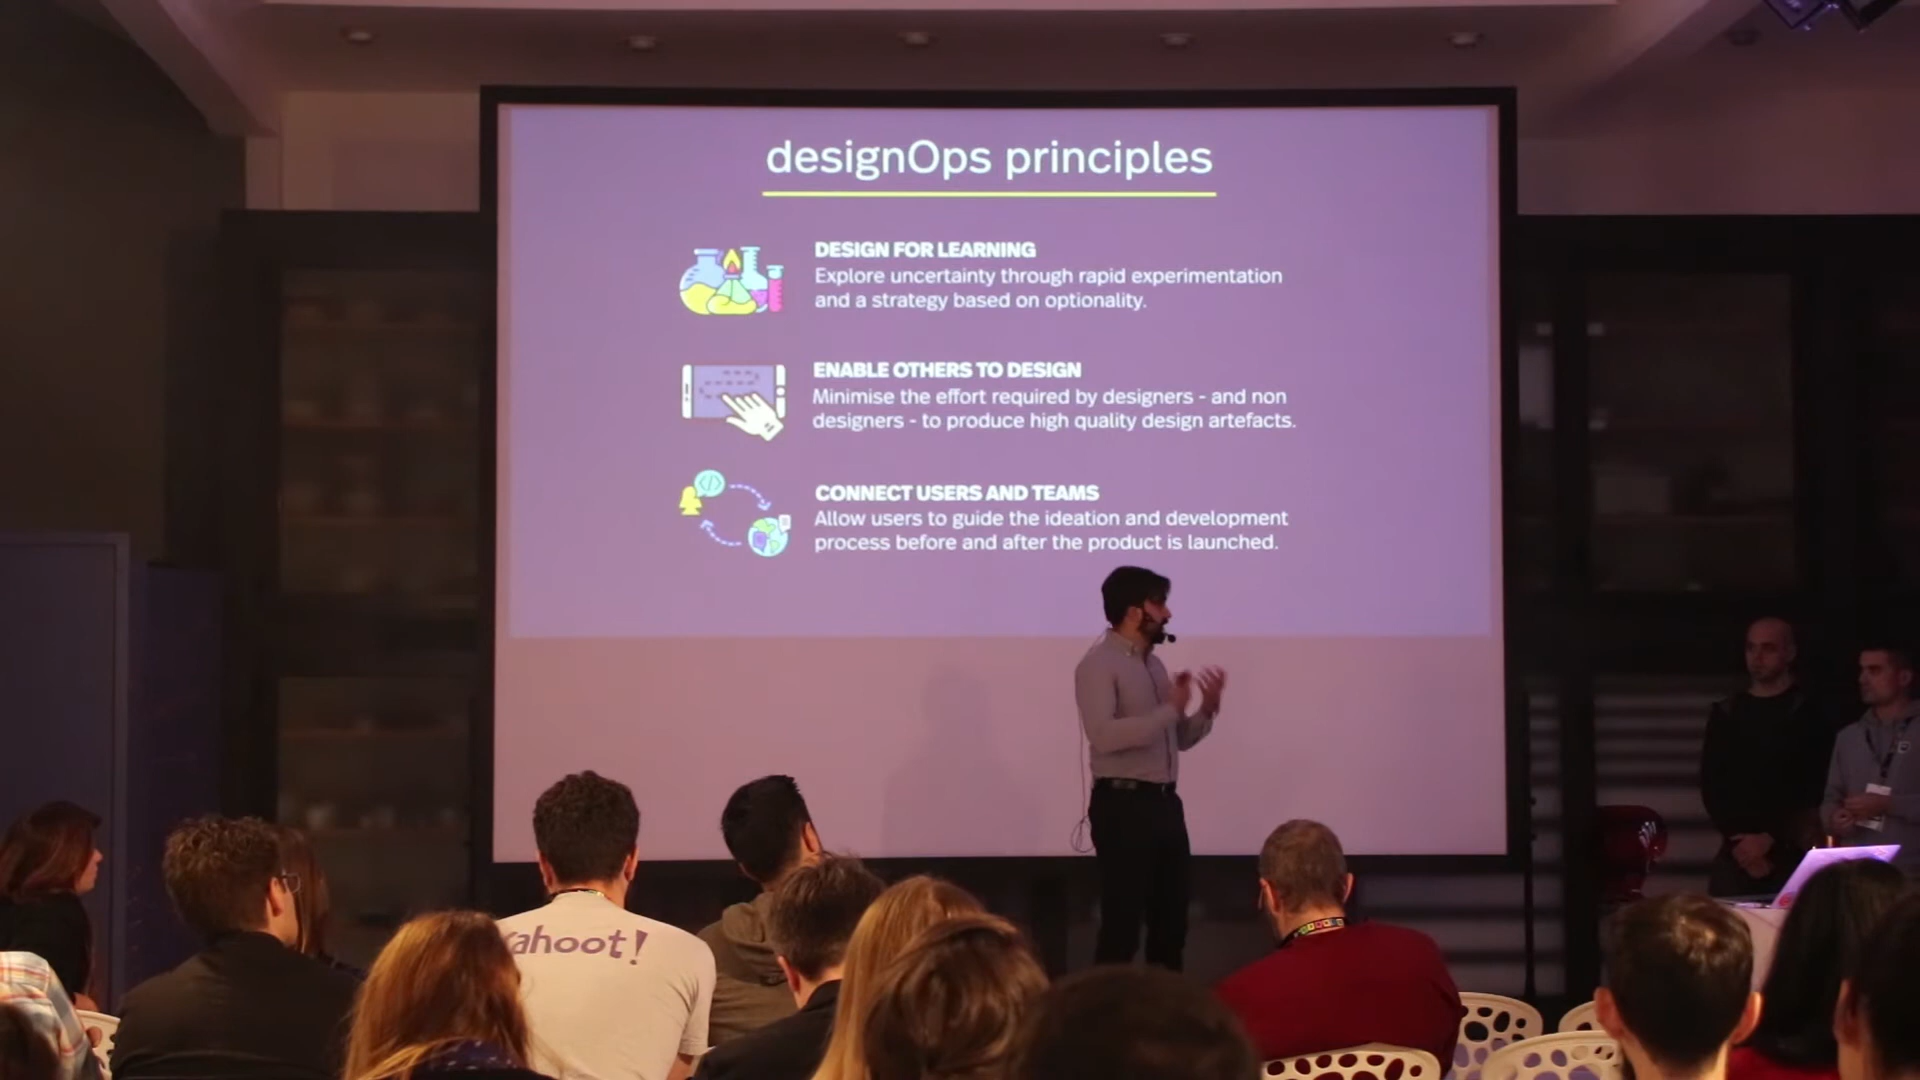 designOps principles
DESIGN FOR LEARNING
Explore uncertainty through rapid experimentation
and a strategy based on optionality.
ENABLE OTHERS TO DESIGN
Minimise the effort required by designers - and non
designers - to produce high quality design artefacts.
CONNECT USERS AND TEAMS
Allow users to guide the ideation and development
process before and after the product is launched.
ahoot!